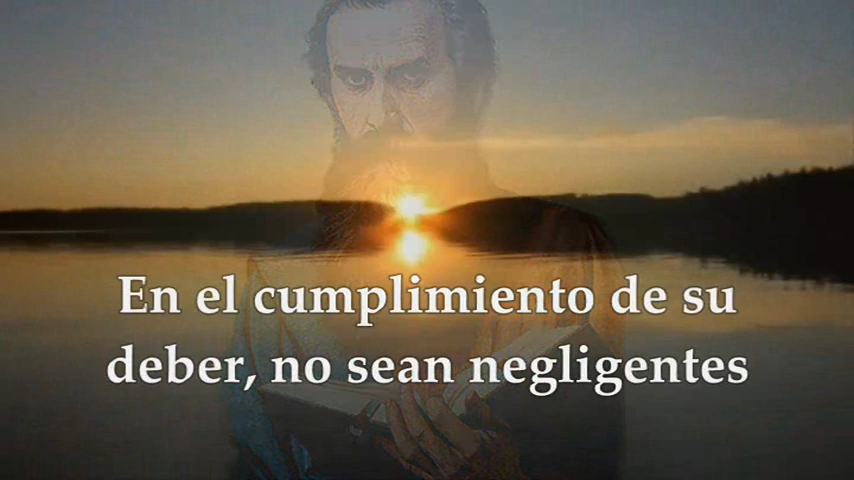 En el cumplimiento de su
deber, no sean negligentes